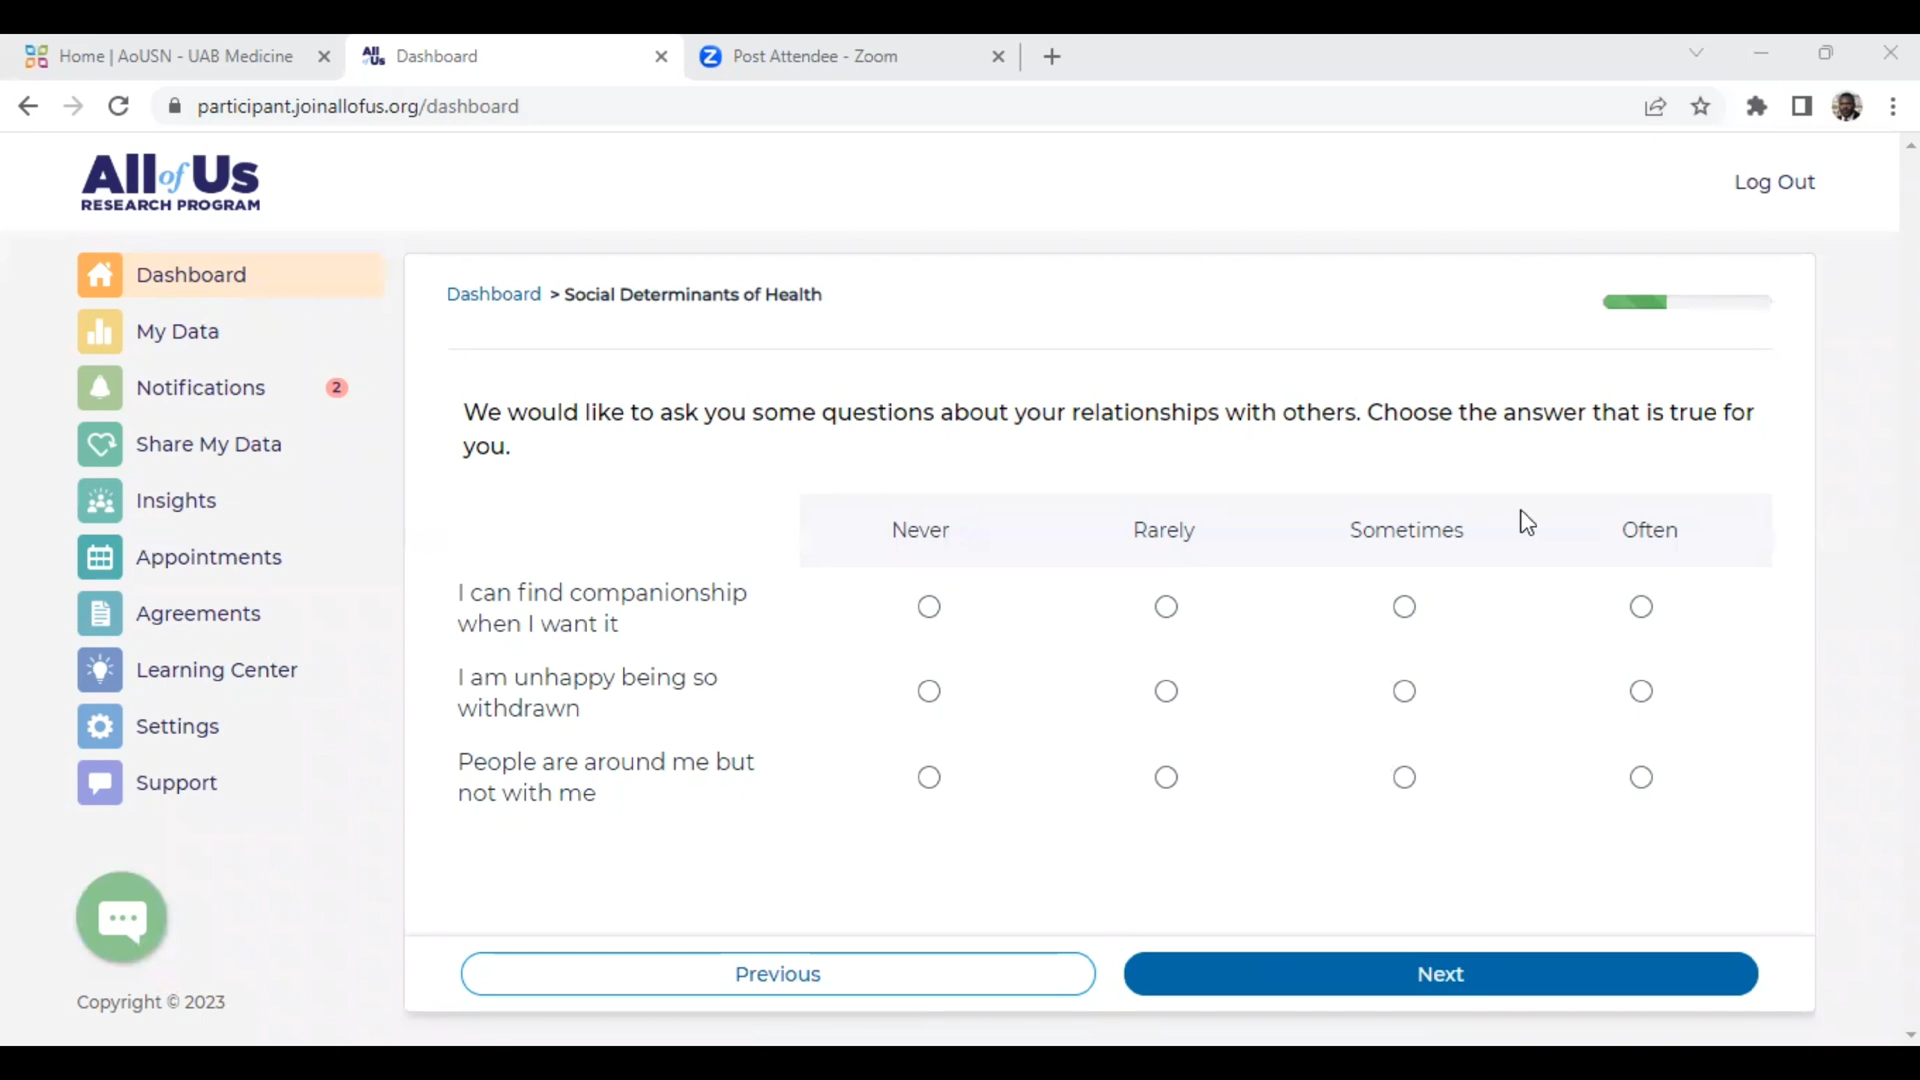 Home | AoUSN - UAB Medicine
All of Us
Dashboard
Z
Post Attendee - Zoom
participant.joinallofus.org/dashboard
All of Us
RESEARCH PROGRAM
Log Out
Dashboard
My Data
Notifications 2
Share My Data
Insights
Appointments
Agreements
Learning Center
Settings
Support
Copyright © 2023
Dashboard > Social Determinants of Health
We would like to ask you some questions about your relationships with others. Choose the answer that is true for
you.
Never Rarely Sometimes Often
I can find companionship
when I want it
I am unhappy being so
withdrawn
People are around me but
not with me
Previous
Next